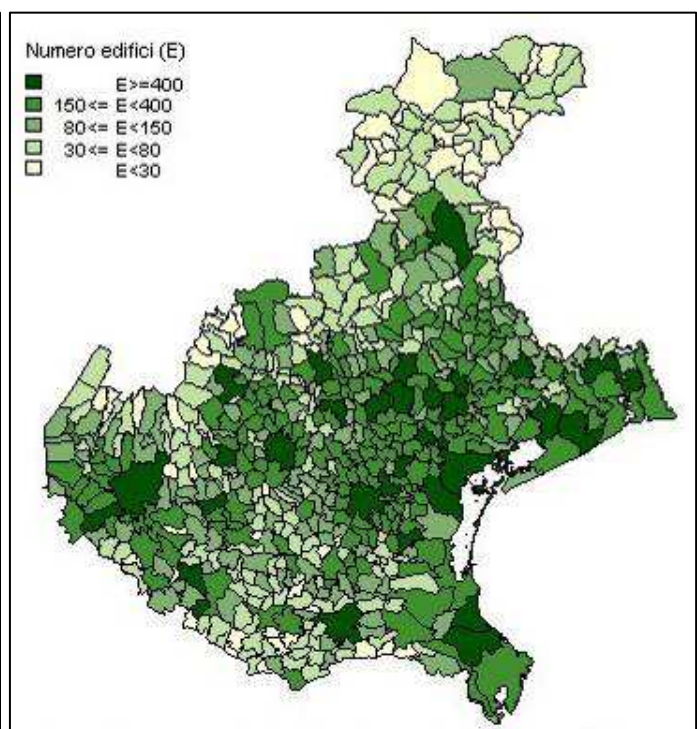 Numero edifici (E)
E>=400
150<= E<400
80<= E<150
30<= E<80
E<30